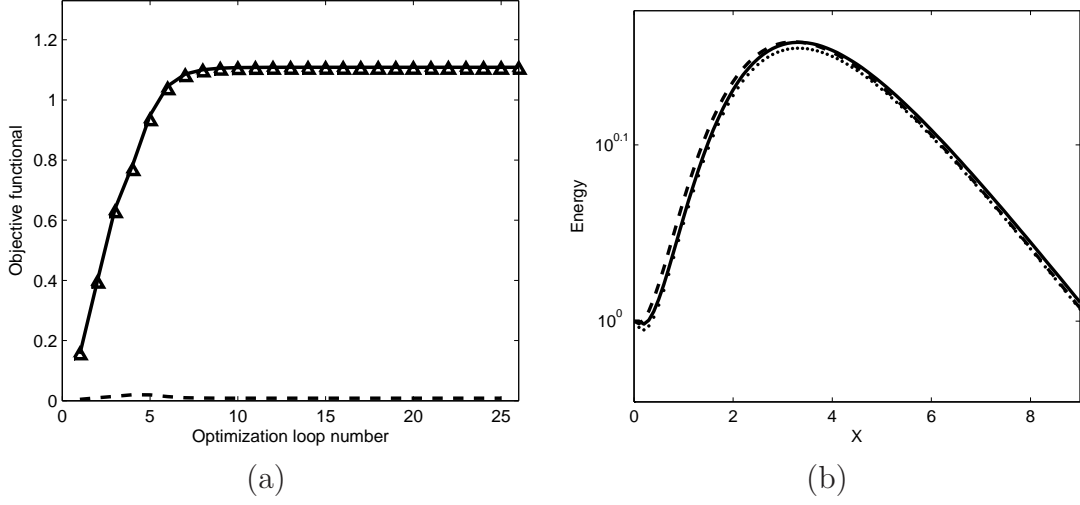 1.2
1
0.8
0.6
0.4
0.2
0
Objective functional
0 5 10 15 20 25
Optimization loop number
(a)
10^0.1
10^0
Energy
0 2 4 6 8
X
(b)